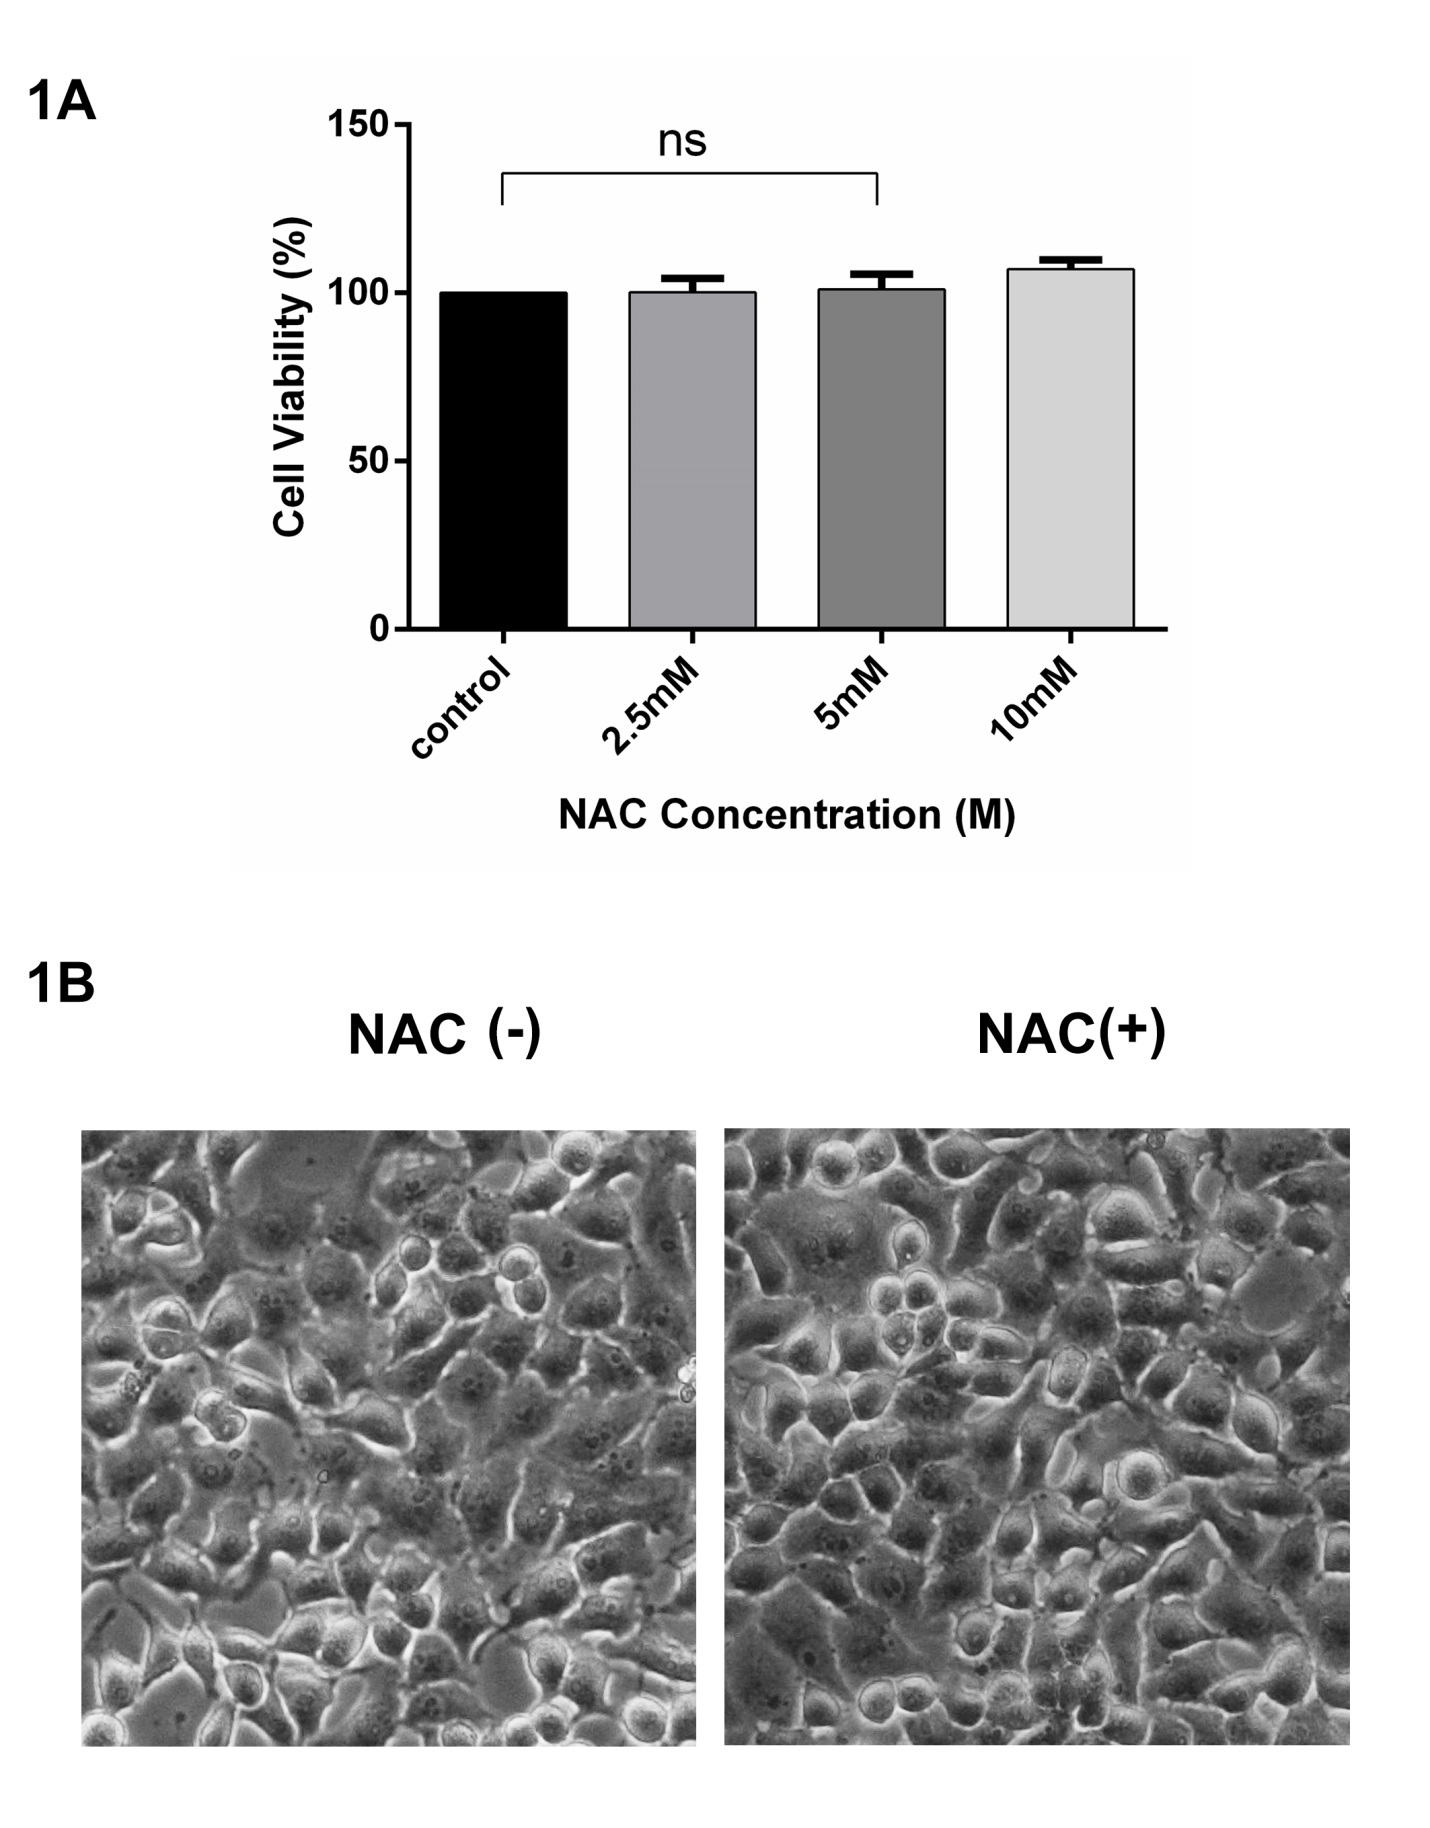 1A
150
ns
100
50
0
Cell Viability (%)
control
2.5mM
5mM
10mM
NAC Concentration (M)
1B
NAC (-)
NAC(+)